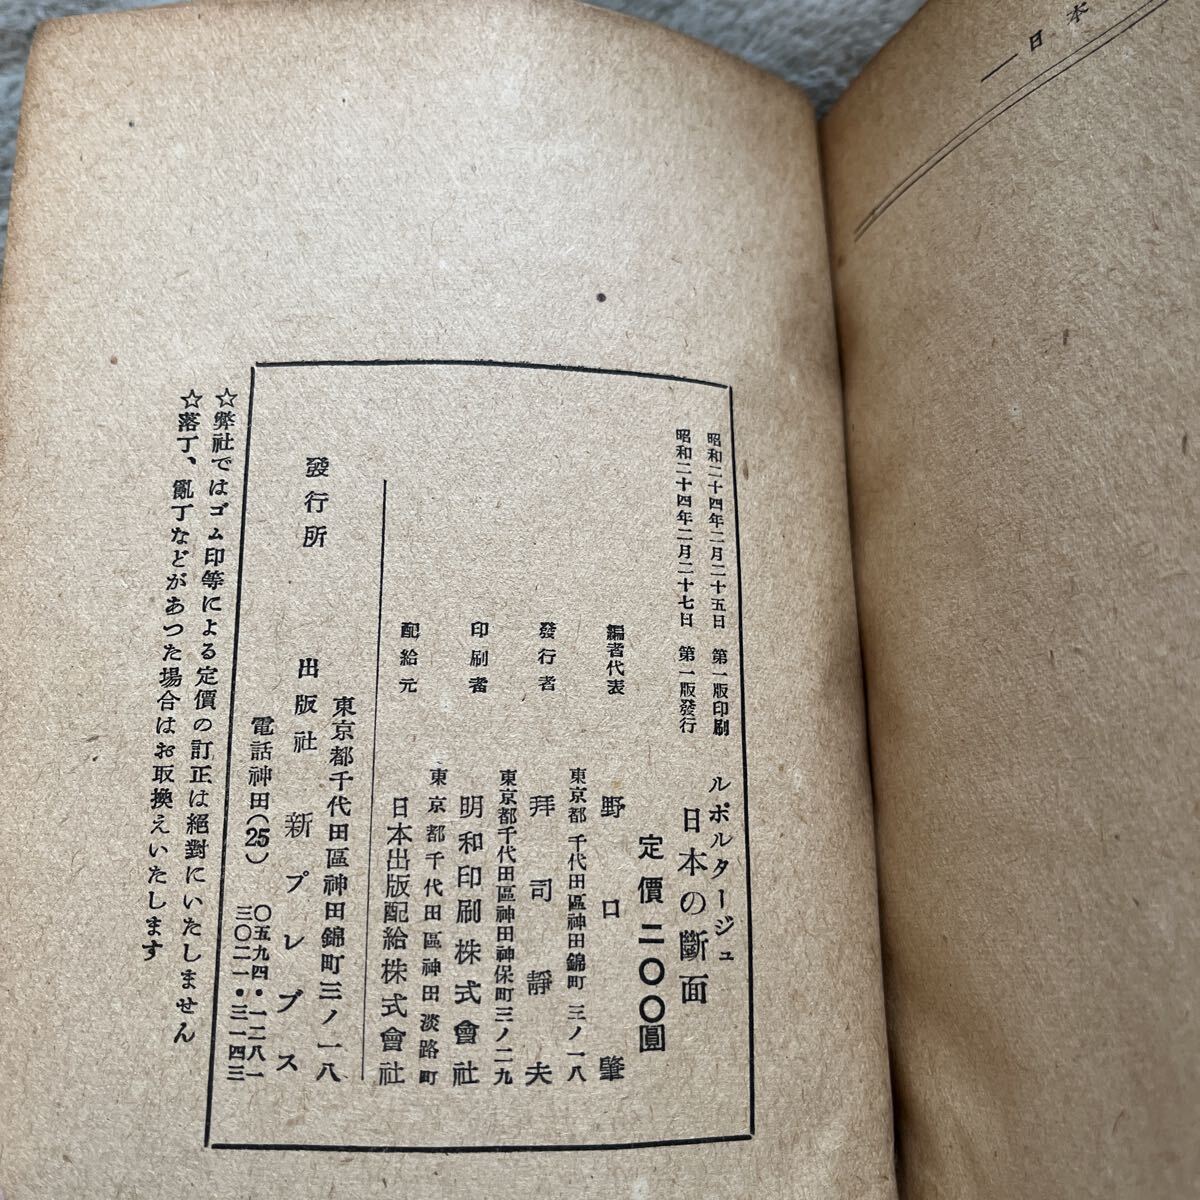 日本
昭和二十四年二月二十五日 第一版印刷
昭和二十四年二月二十七日 第一版發行
ルポルタージュ
日本の斷面
定價 二〇〇圓
編者代表 野口肇
東京都千代田區神田錦町三ノ一八
發行者 拜司靜夫
東京都千代田區神田神保町三ノ二九
印刷者 明和印刷株式會社
東京都千代田區神田淡路町
配給元 日本出版配給株式會社
東京都千代田區神田錦町三ノ一八
發行所 出版社 新プレブス
電話神田(25) 〇五九四・一二八一
三〇二一・三一四三
☆弊社ではゴム印等による定價の訂正は絕對にいたしません
☆落丁、亂丁などがあつた場合はお取換えいたします